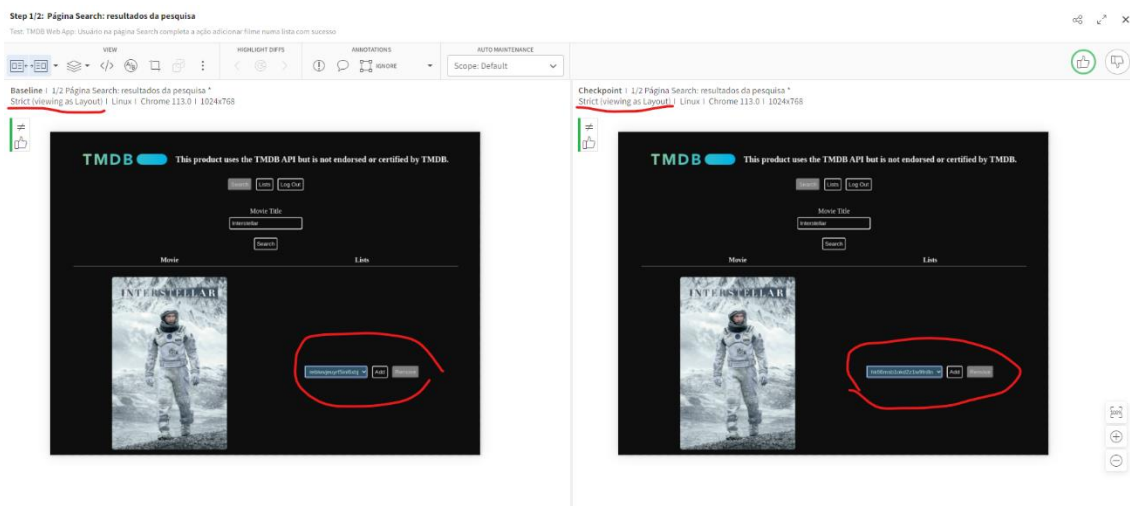 Step 1/2: Página Search: resultados da pesquisa
Test: TMDB Web App: Usuário na página Search completa a ação adicionar filme numa lista com sucesso
VIEW
HIGHLIGHT DIFFS
ANNOTATIONS
AUTO MAINTENANCE
IGNORE
Scope: Default
Baseline | 1/2 Página Search: resultados da pesquisa *
Strict (viewing as Layout) | Linux | Chrome 113.0 | 1024x768
TMDB
This product uses the TMDB API but is not endorsed or certified by TMDB.
Search Lists Log Out
Movie Title
Interstellar
Search
Movie Lists
INTERSTELLAR
Add Remove
Checkpoint | 1/2 Página Search: resultados da pesquisa *
Strict (viewing as Layout) | Linux | Chrome 113.0 | 1024x768
TMDB
This product uses the TMDB API but is not endorsed or certified by TMDB.
Search Lists Log Out
Movie Title
Interstellar
Search
Movie Lists
INTERSTELLAR
Add Remove